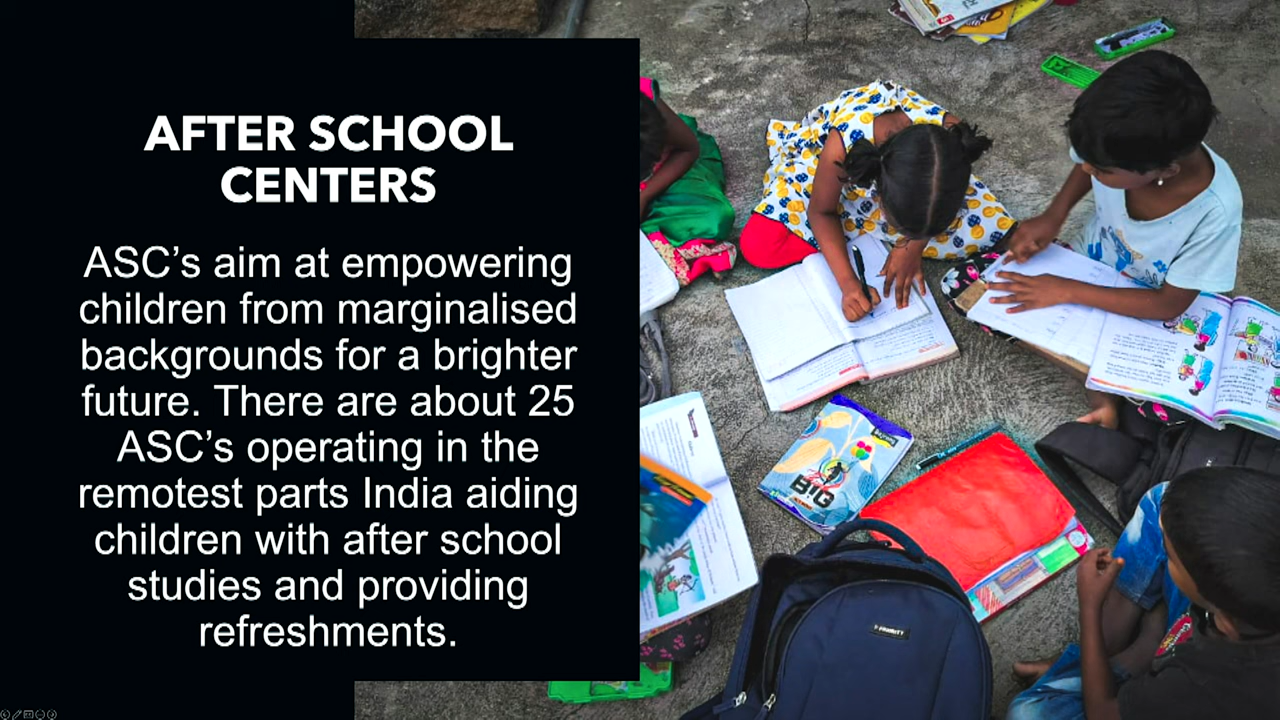 AFTER SCHOOL
CENTERS
ASC’s aim at empowering
children from marginalised
backgrounds for a brighter
future. There are about 25
ASC’s operating in the
remotest parts India aiding
children with after school
studies and providing
refreshments.
BIG